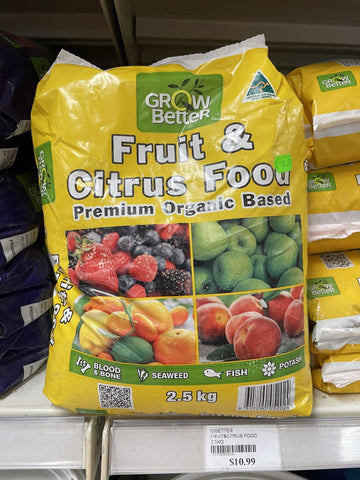 GROW
BetteR
Fruit &
Citrus Food
Premium Organic Based
BLOOD
& BONE
SEAWEED
FISH
POTASH
2.5 kg
G/BETTER
FRUIT&CITRUS FOOD
2.5KG
$10.99